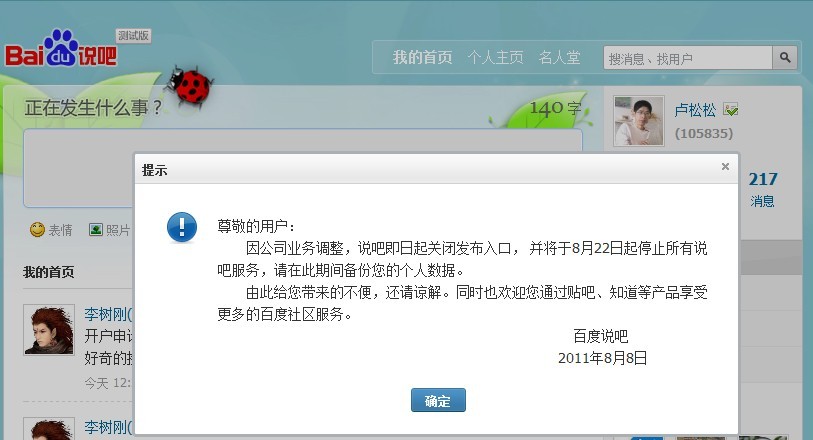 Bai du 说吧 测试版
我的首页 个人主页 名人堂 搜消息、找用户
正在发生什么事？ 140 字
卢松松
(105835)
提示
217
消息
尊敬的用户：
因公司业务调整，说吧即日起关闭发布入口， 并将于8月22日起停止所有说
吧服务，请在此期间备份您的个人数据。
由此给您带来的不便，还请谅解。同时也欢迎您通过贴吧、知道等产品享受
更多的百度社区服务。
百度说吧
2011年8月8日
确定
表情 照片
我的首页
李树刚(
开户申
好奇的
今天 12:
李树刚(